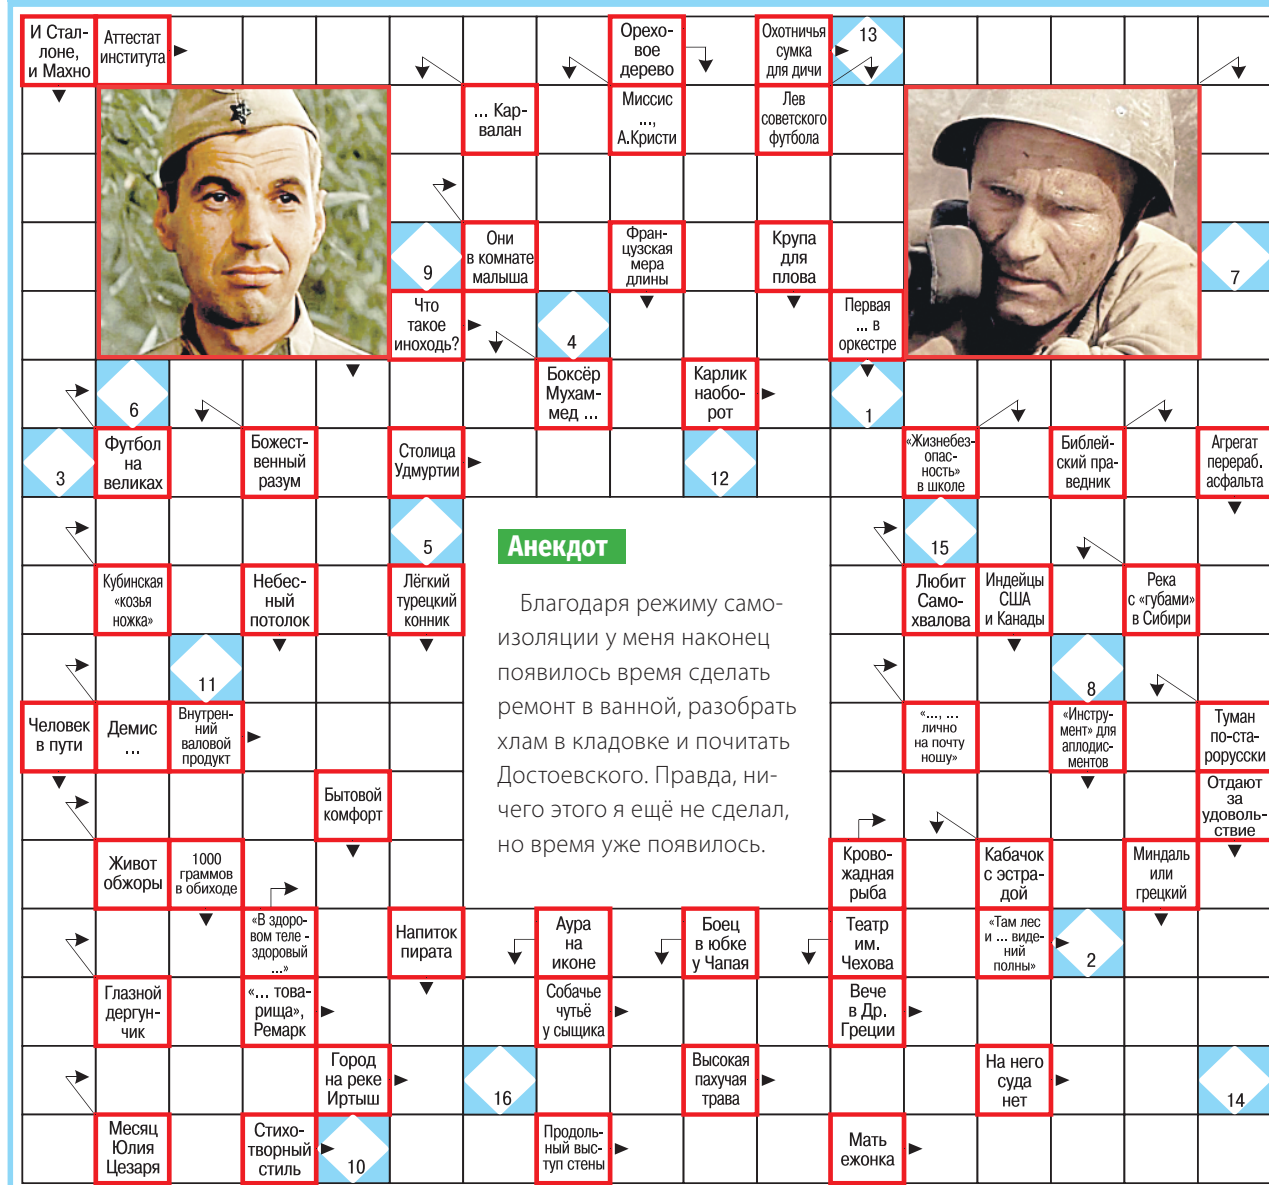 И Стал-
лоне,
и Махно
Аттестат
института
Орехо-
вое
дерево
Охотничья
сумка
для дичи
13
... Кар-
валан
Миссис
...,
А.Кристи
Лев
советского
футбола
9
Они
в комнате
малыша
Фран-
цузская
мера
длины
Крупа
для
плова
7
Что
такое
иноходь?
4
Первая
... в
оркестре
6
Боксёр
Мухам-
мед ...
Карлик
наобо-
рот
1
3
Футбол
на
великах
Божест-
венный
разум
Столица
Удмуртии
12
«Жизнебез-
опас-
ность»
в школе
Библей-
ский пра-
ведник
Агрегат
перераб.
асфальта
5
Анекдот
15
Кубинская
«козья
ножка»
Небес-
ный
потолок
Лёгкий
турецкий
конник
Благодаря режиму само-
изоляции у меня наконец
появилось время сделать
ремонт в ванной, разобрать
хлам в кладовке и почитать
Достоевского. Правда, ни-
чего этого я ещё не сделал,
но время уже появилось.
Любит
Само-
хвалова
Индейцы
США
и Канады
Река
с «губами»
в Сибири
11
8
Человек
в пути
Демис
...
Внутрен-
ний
валовой
продукт
«..., ...
лично
на почту
ношу»
«Инстру-
мент» для
аплодис-
ментов
Туман
по-ста-
рорусски
Бытовой
комфорт
Отдают
за
удоволь-
ствие
Живот
обжоры
1000
граммов
в обиходе
Крово-
жадная
рыба
Кабачок
с эстра-
дой
Миндаль
или
грецкий
«В здоро-
вом теле -
здоровый
...»
Напиток
пирата
Аура
на
иконе
Боец
в юбке
у Чапая
Театр
им.
Чехова
«Там лес
и ... виде-
ний
полны»
2
Глазной
дергун-
чик
«... това-
рища»,
Ремарк
Собачье
чутьё
у сыщика
Вече
в Др.
Греции
Город
на реке
Иртыш
16
Высокая
пахучая
трава
На него
суда
нет
14
Месяц
Юлия
Цезаря
Стихо-
творный
стиль
10
Продоль-
ный выс-
туп стены
Мать
ежонка